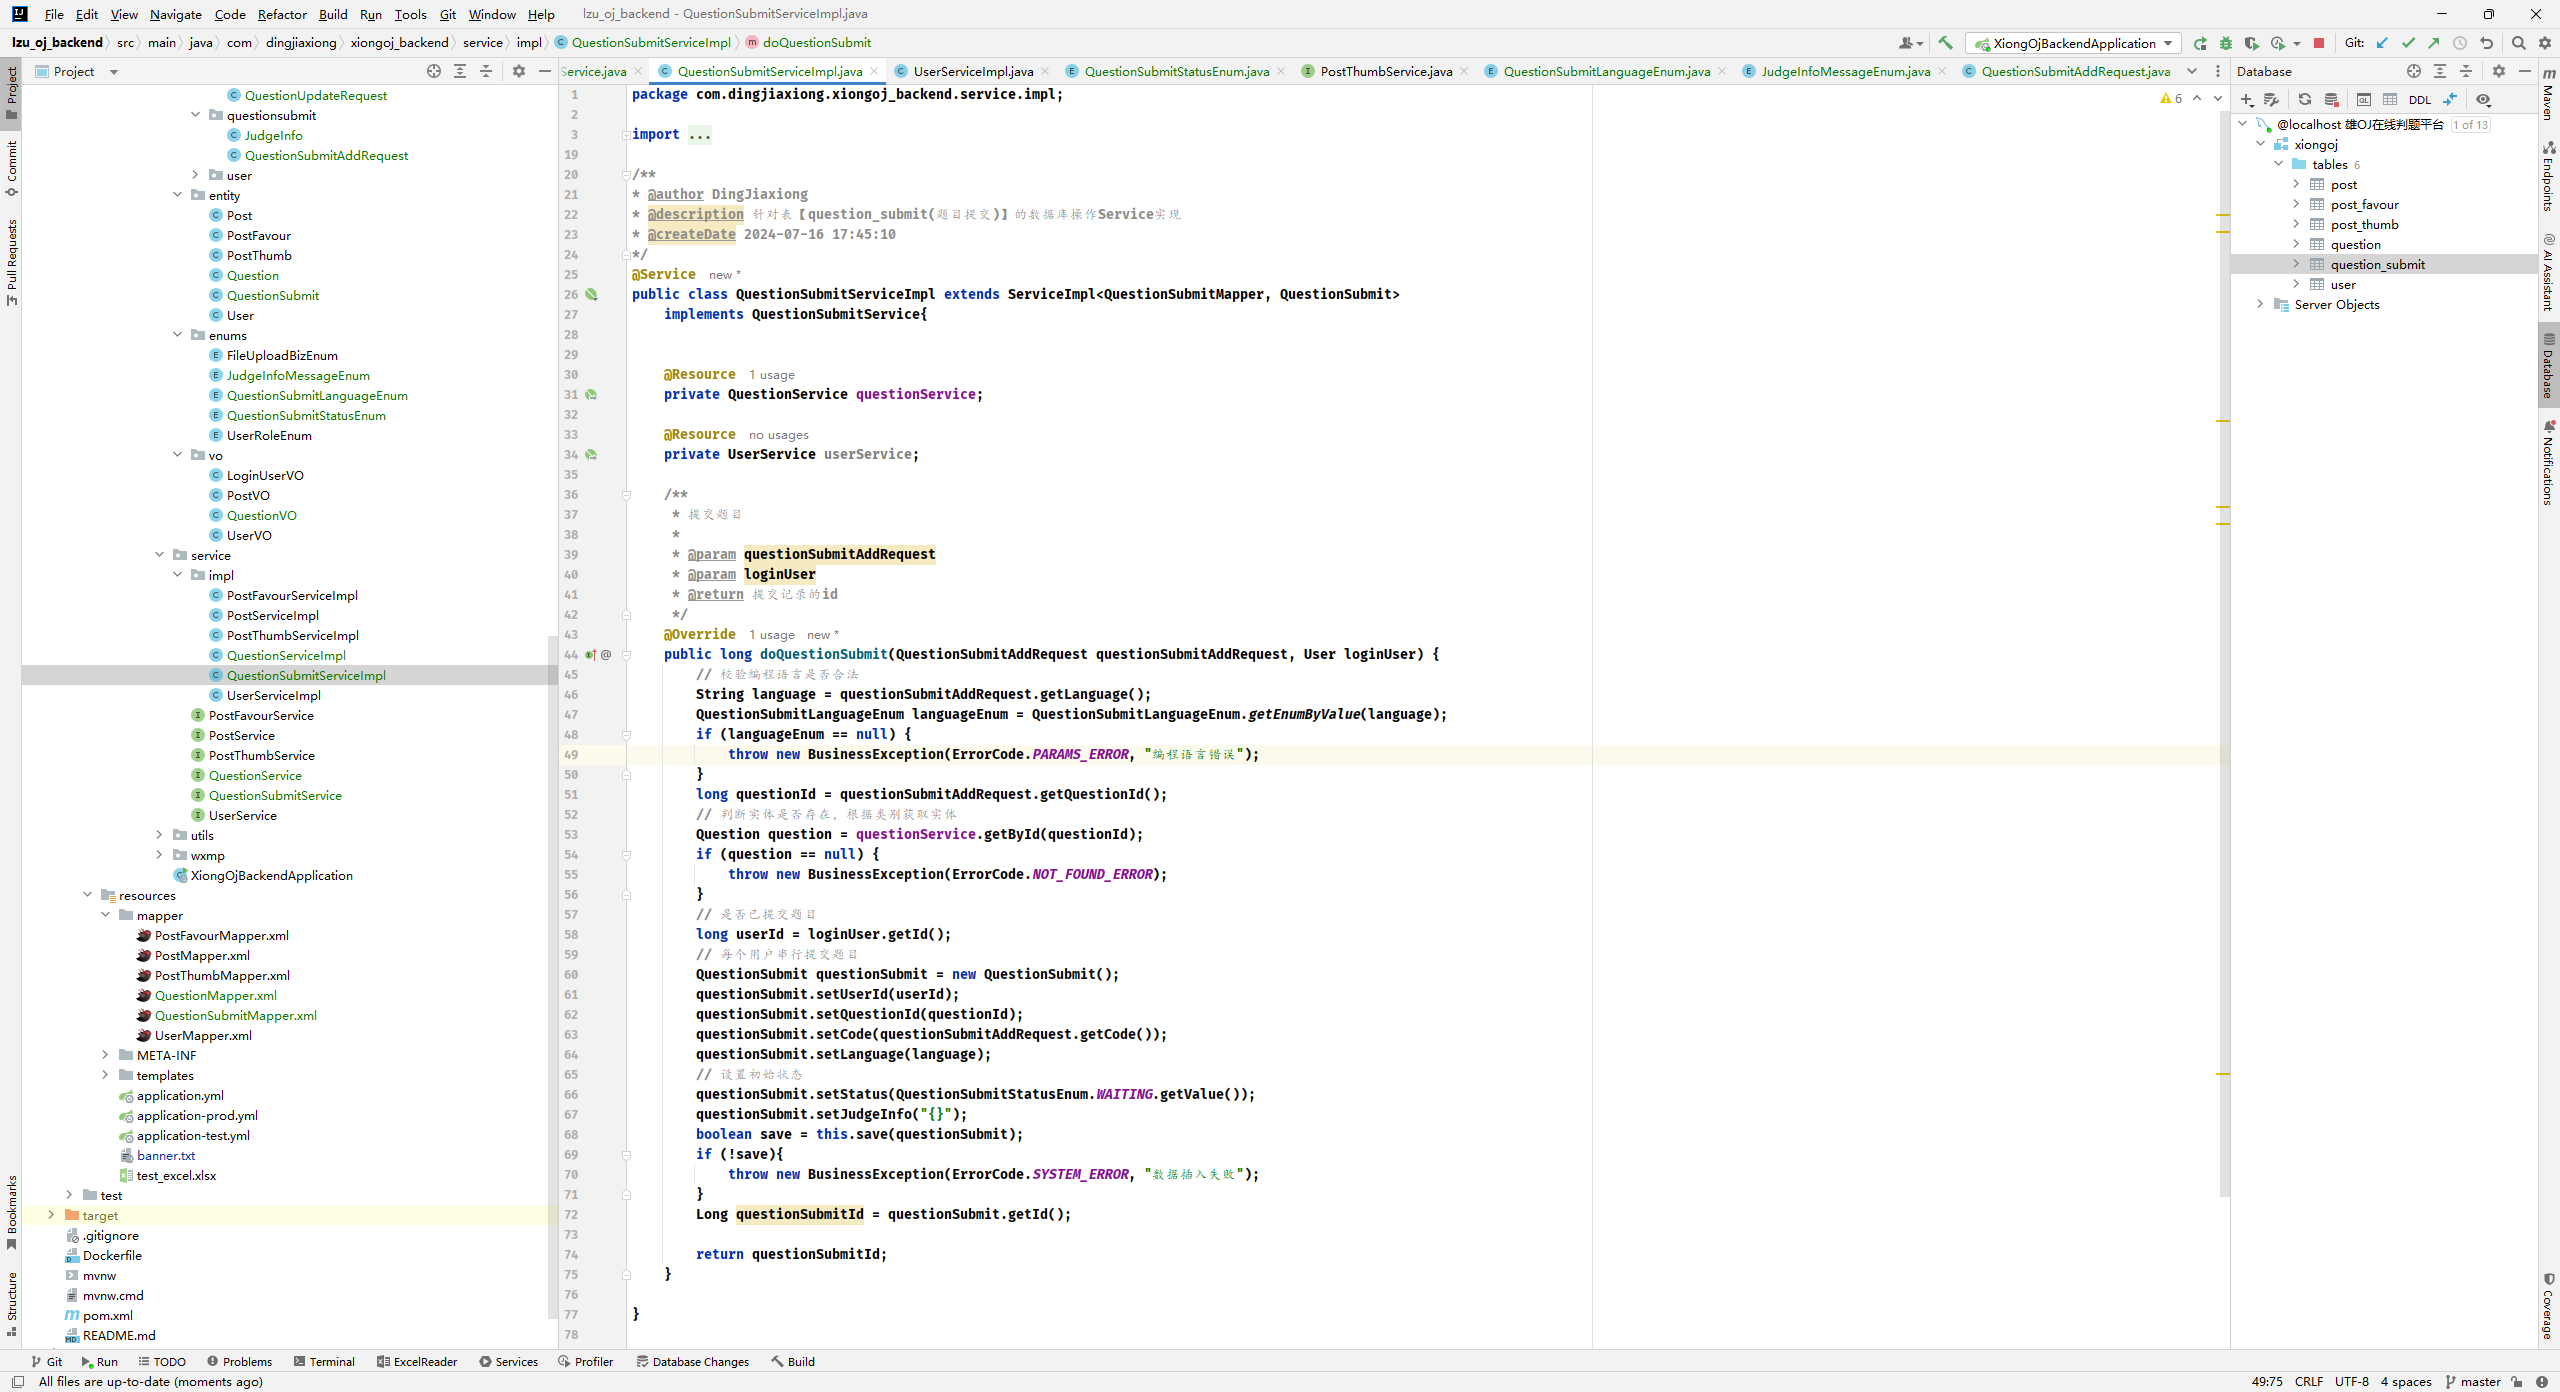 File Edit View Navigate Code Refactor Build Run Tools Git Window Help lzu_oj_backend - QuestionSubmitServiceImpl.java
lzu_oj_backend src main java com dingjiaxiong xiongoj_backend service impl QuestionSubmitServiceImpl doQuestionSubmit
XiongOjBackendApplication Git:
Project
Service.java QuestionSubmitServiceImpl.java UserServiceImpl.java QuestionSubmitStatusEnum.java PostThumbService.java QuestionSubmitLanguageEnum.java JudgeInfoMessageEnum.java QuestionSubmitAddRequest.java
Database
DDL
Project
Commit
Pull Requests
Bookmarks
Structure
QuestionUpdateRequest
questionsubmit
JudgeInfo
QuestionSubmitAddRequest
user
entity
Post
PostFavour
PostThumb
Question
QuestionSubmit
User
enums
FileUploadBizEnum
JudgeInfoMessageEnum
QuestionSubmitLanguageEnum
QuestionSubmitStatusEnum
UserRoleEnum
vo
LoginUserVO
PostVO
QuestionVO
UserVO
service
impl
PostFavourServiceImpl
PostServiceImpl
PostThumbServiceImpl
QuestionServiceImpl
QuestionSubmitServiceImpl
UserServiceImpl
PostFavourService
PostService
PostThumbService
QuestionService
QuestionSubmitService
UserService
utils
wxmp
XiongOjBackendApplication
resources
mapper
PostFavourMapper.xml
PostMapper.xml
PostThumbMapper.xml
QuestionMapper.xml
QuestionSubmitMapper.xml
UserMapper.xml
META-INF
templates
application.yml
application-prod.yml
application-test.yml
banner.txt
test_excel.xlsx
test
target
.gitignore
Dockerfile
mvnw
mvnw.cmd
pom.xml
README.md
1 package com.dingjiaxiong.xiongoj_backend.service.impl;
6
2
3 import ...
19
20 /**
21 * @author DingJiaxiong
22 * @description 针对表【question_submit(题目提交)】的数据库操作Service实现
23 * @createDate 2024-07-16 17:45:10
24 */
25 @Service new *
26 public class QuestionSubmitServiceImpl extends ServiceImpl<QuestionSubmitMapper, QuestionSubmit>
27 implements QuestionSubmitService{
28
29
30 @Resource 1 usage
31 private QuestionService questionService;
32
33 @Resource no usages
34 private UserService userService;
35
36 /**
37 * 提交题目
38 *
39 * @param questionSubmitAddRequest
40 * @param loginUser
41 * @return 提交记录的id
42 */
43 @Override 1 usage new *
44 @ public long doQuestionSubmit(QuestionSubmitAddRequest questionSubmitAddRequest, User loginUser) {
45 // 校验编程语言是否合法
46 String language = questionSubmitAddRequest.getLanguage();
47 QuestionSubmitLanguageEnum languageEnum = QuestionSubmitLanguageEnum.getEnumByValue(language);
48 if (languageEnum == null) {
49 throw new BusinessException(ErrorCode.PARAMS_ERROR, "编程语言错误");
50 }
51 long questionId = questionSubmitAddRequest.getQuestionId();
52 // 判断实体是否存在，根据类别获取实体
53 Question question = questionService.getById(questionId);
54 if (question == null) {
55 throw new BusinessException(ErrorCode.NOT_FOUND_ERROR);
56 }
57 // 是否已提交题目
58 long userId = loginUser.getId();
59 // 每个用户串行提交题目
60 QuestionSubmit questionSubmit = new QuestionSubmit();
61 questionSubmit.setUserId(userId);
62 questionSubmit.setQuestionId(questionId);
63 questionSubmit.setCode(questionSubmitAddRequest.getCode());
64 questionSubmit.setLanguage(language);
65 // 设置初始状态
66 questionSubmit.setStatus(QuestionSubmitStatusEnum.WAITING.getValue());
67 questionSubmit.setJudgeInfo("{}");
68 boolean save = this.save(questionSubmit);
69 if (!save){
70 throw new BusinessException(ErrorCode.SYSTEM_ERROR, "数据插入失败");
71 }
72 Long questionSubmitId = questionSubmit.getId();
73
74 return questionSubmitId;
75 }
76
77 }
78
@localhost 雄OJ在线判题平台 1 of 13
xiongoj
tables 6
post
post_favour
post_thumb
question
question_submit
user
Server Objects
Maven
Endpoints
AI Assistant
Database
Notifications
Coverage
Git Run TODO Problems Terminal ExcelReader Services Profiler Database Changes Build
All files are up-to-date (moments ago)
49:75 CRLF UTF-8 4 spaces master